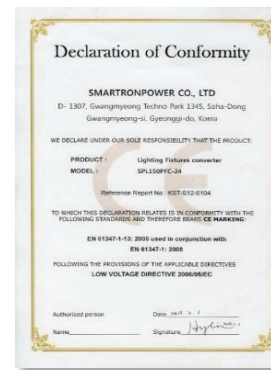 Declaration of Conformity
SMARTRONPOWER CO., LTD
D- 1307, Gwangmyeong Techno Park 1345, Soha-Dong
Gwangmyeong-si, Gyeonggi-do, Korea
WE DECLARE UNDER OUR SOLE RESPONSIBILITY THAT THE PRODUCT:
CE
PRODUCT : Lighting Fixtures converter
MODEL : SPL150PFC-24
Reference Report No : KST-S12-0104
TO WHICH THIS DECLARATION RELATES IS IN CONFORMITY WITH THE
FOLLOWING STANDARDS AND THEREFORE BEARS CE MARKING:
EN 61347-1-13: 2006 used in conjunction with
EN 61347-1: 2008
FOLLOWING THE PROVISIONS OF THE APPLICABLE DIRECTIVES
LOW VOLTAGE DIRECTIVE 2006/95/EC
Authorized person Date
Name Signature